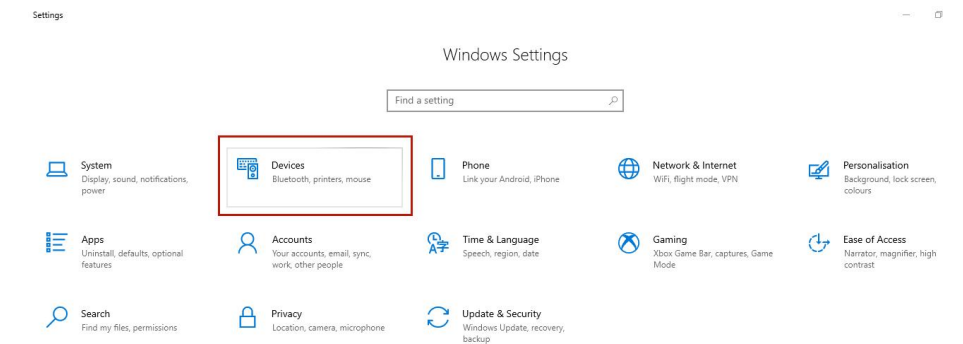 Settings
Windows Settings
Find a setting
System
Display, sound, notifications,
power
Devices
Bluetooth, printers, mouse
Phone
Link your Android, iPhone
Network & Internet
WiFi, flight mode, VPN
Personalisation
Background, lock screen,
colours
Apps
Uninstall, defaults, optional
features
Accounts
Your accounts, email, sync,
work, other people
Time & Language
Speech, region, date
Gaming
Xbox Game Bar, captures, Game
Mode
Ease of Access
Narrator, magnifier, high
contrast
Search
Find my files, permissions
Privacy
Location, camera, microphone
Update & Security
Windows Update, recovery,
backup